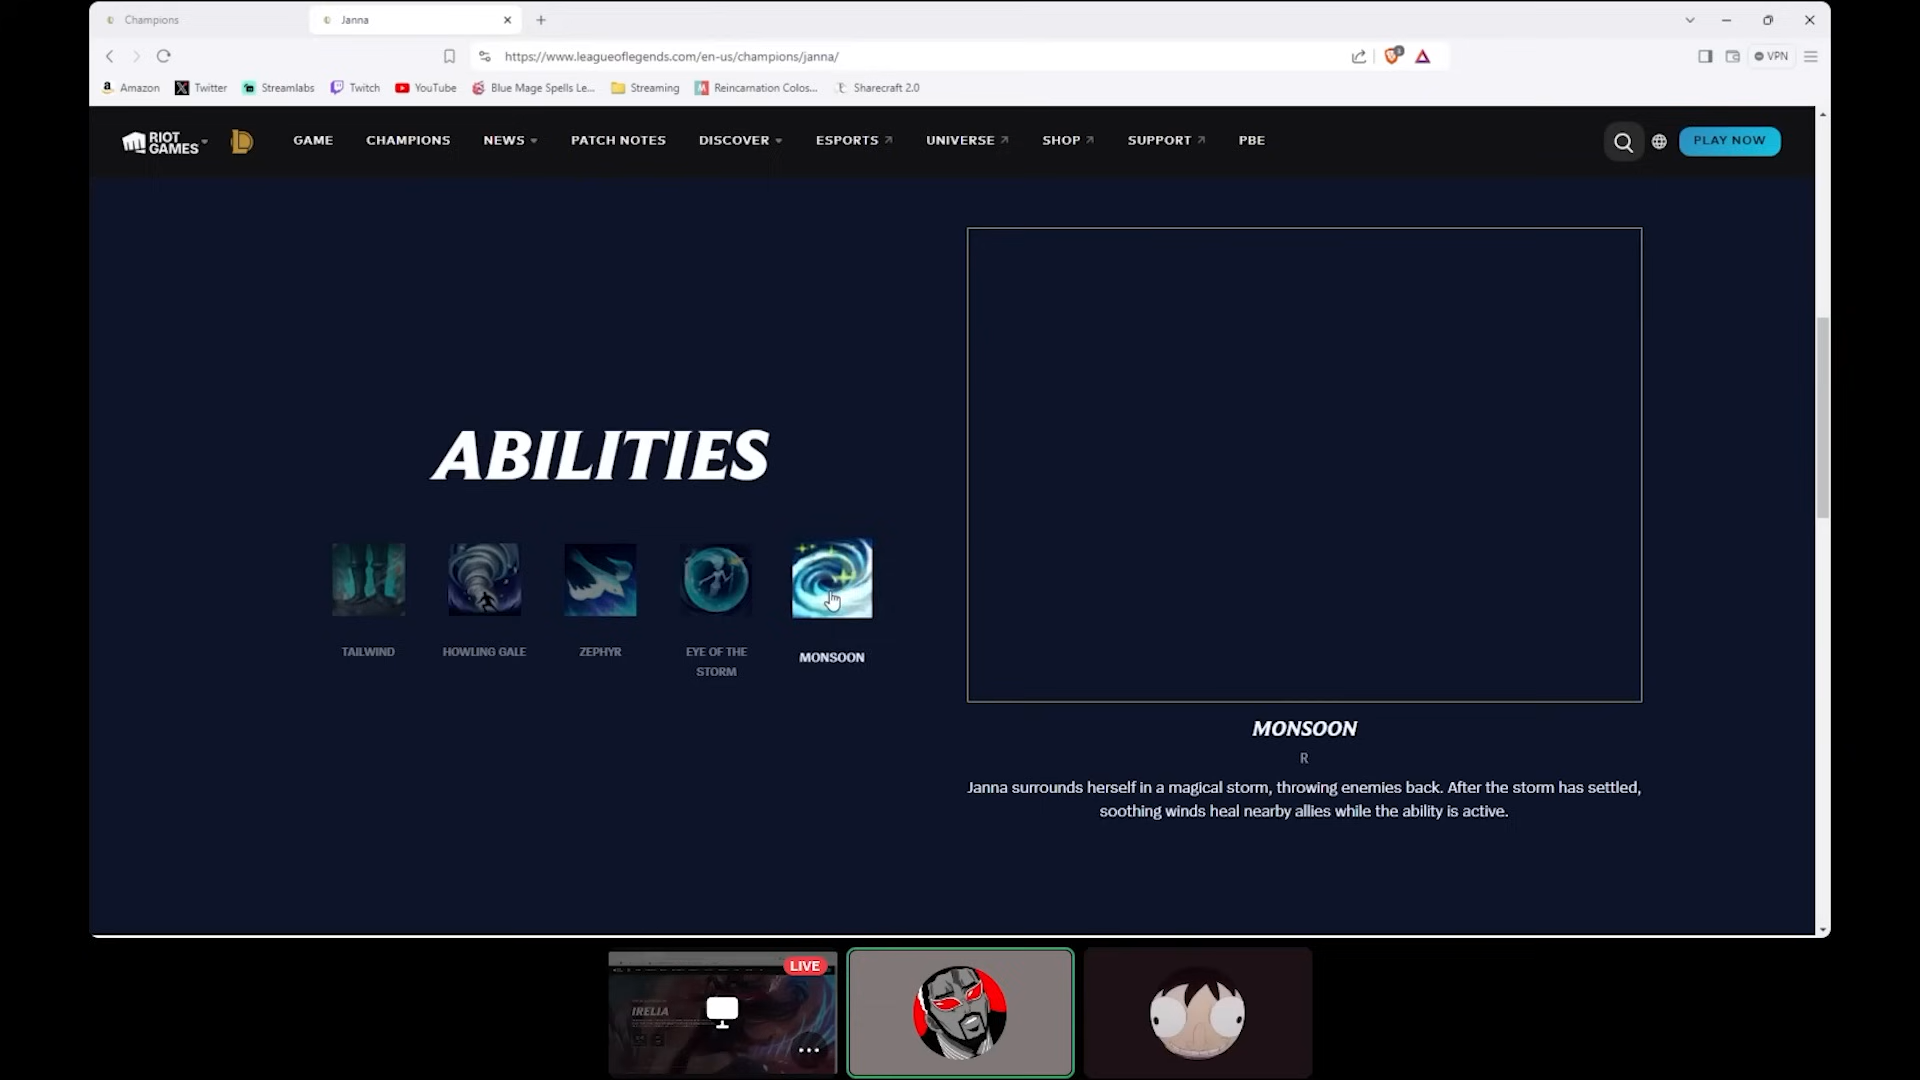 Champions
Janna
https://www.leagueoflegends.com/en-us/champions/janna/
VPN
Amazon
Twitter
Streamlabs
Twitch
YouTube
Blue Mage Spells Le...
Streaming
Reincarnation Colos...
Sharecraft 2.0
RIOT GAMES
GAME
CHAMPIONS
NEWS
PATCH NOTES
DISCOVER
ESPORTS
UNIVERSE
SHOP
SUPPORT
PBE
PLAY NOW
ABILITIES
TAILWIND
HOWLING GALE
ZEPHYR
EYE OF THE
STORM
MONSOON
MONSOON
R
Janna surrounds herself in a magical storm, throwing enemies back. After the storm has settled,
soothing winds heal nearby allies while the ability is active.
LIVE
IRELIA